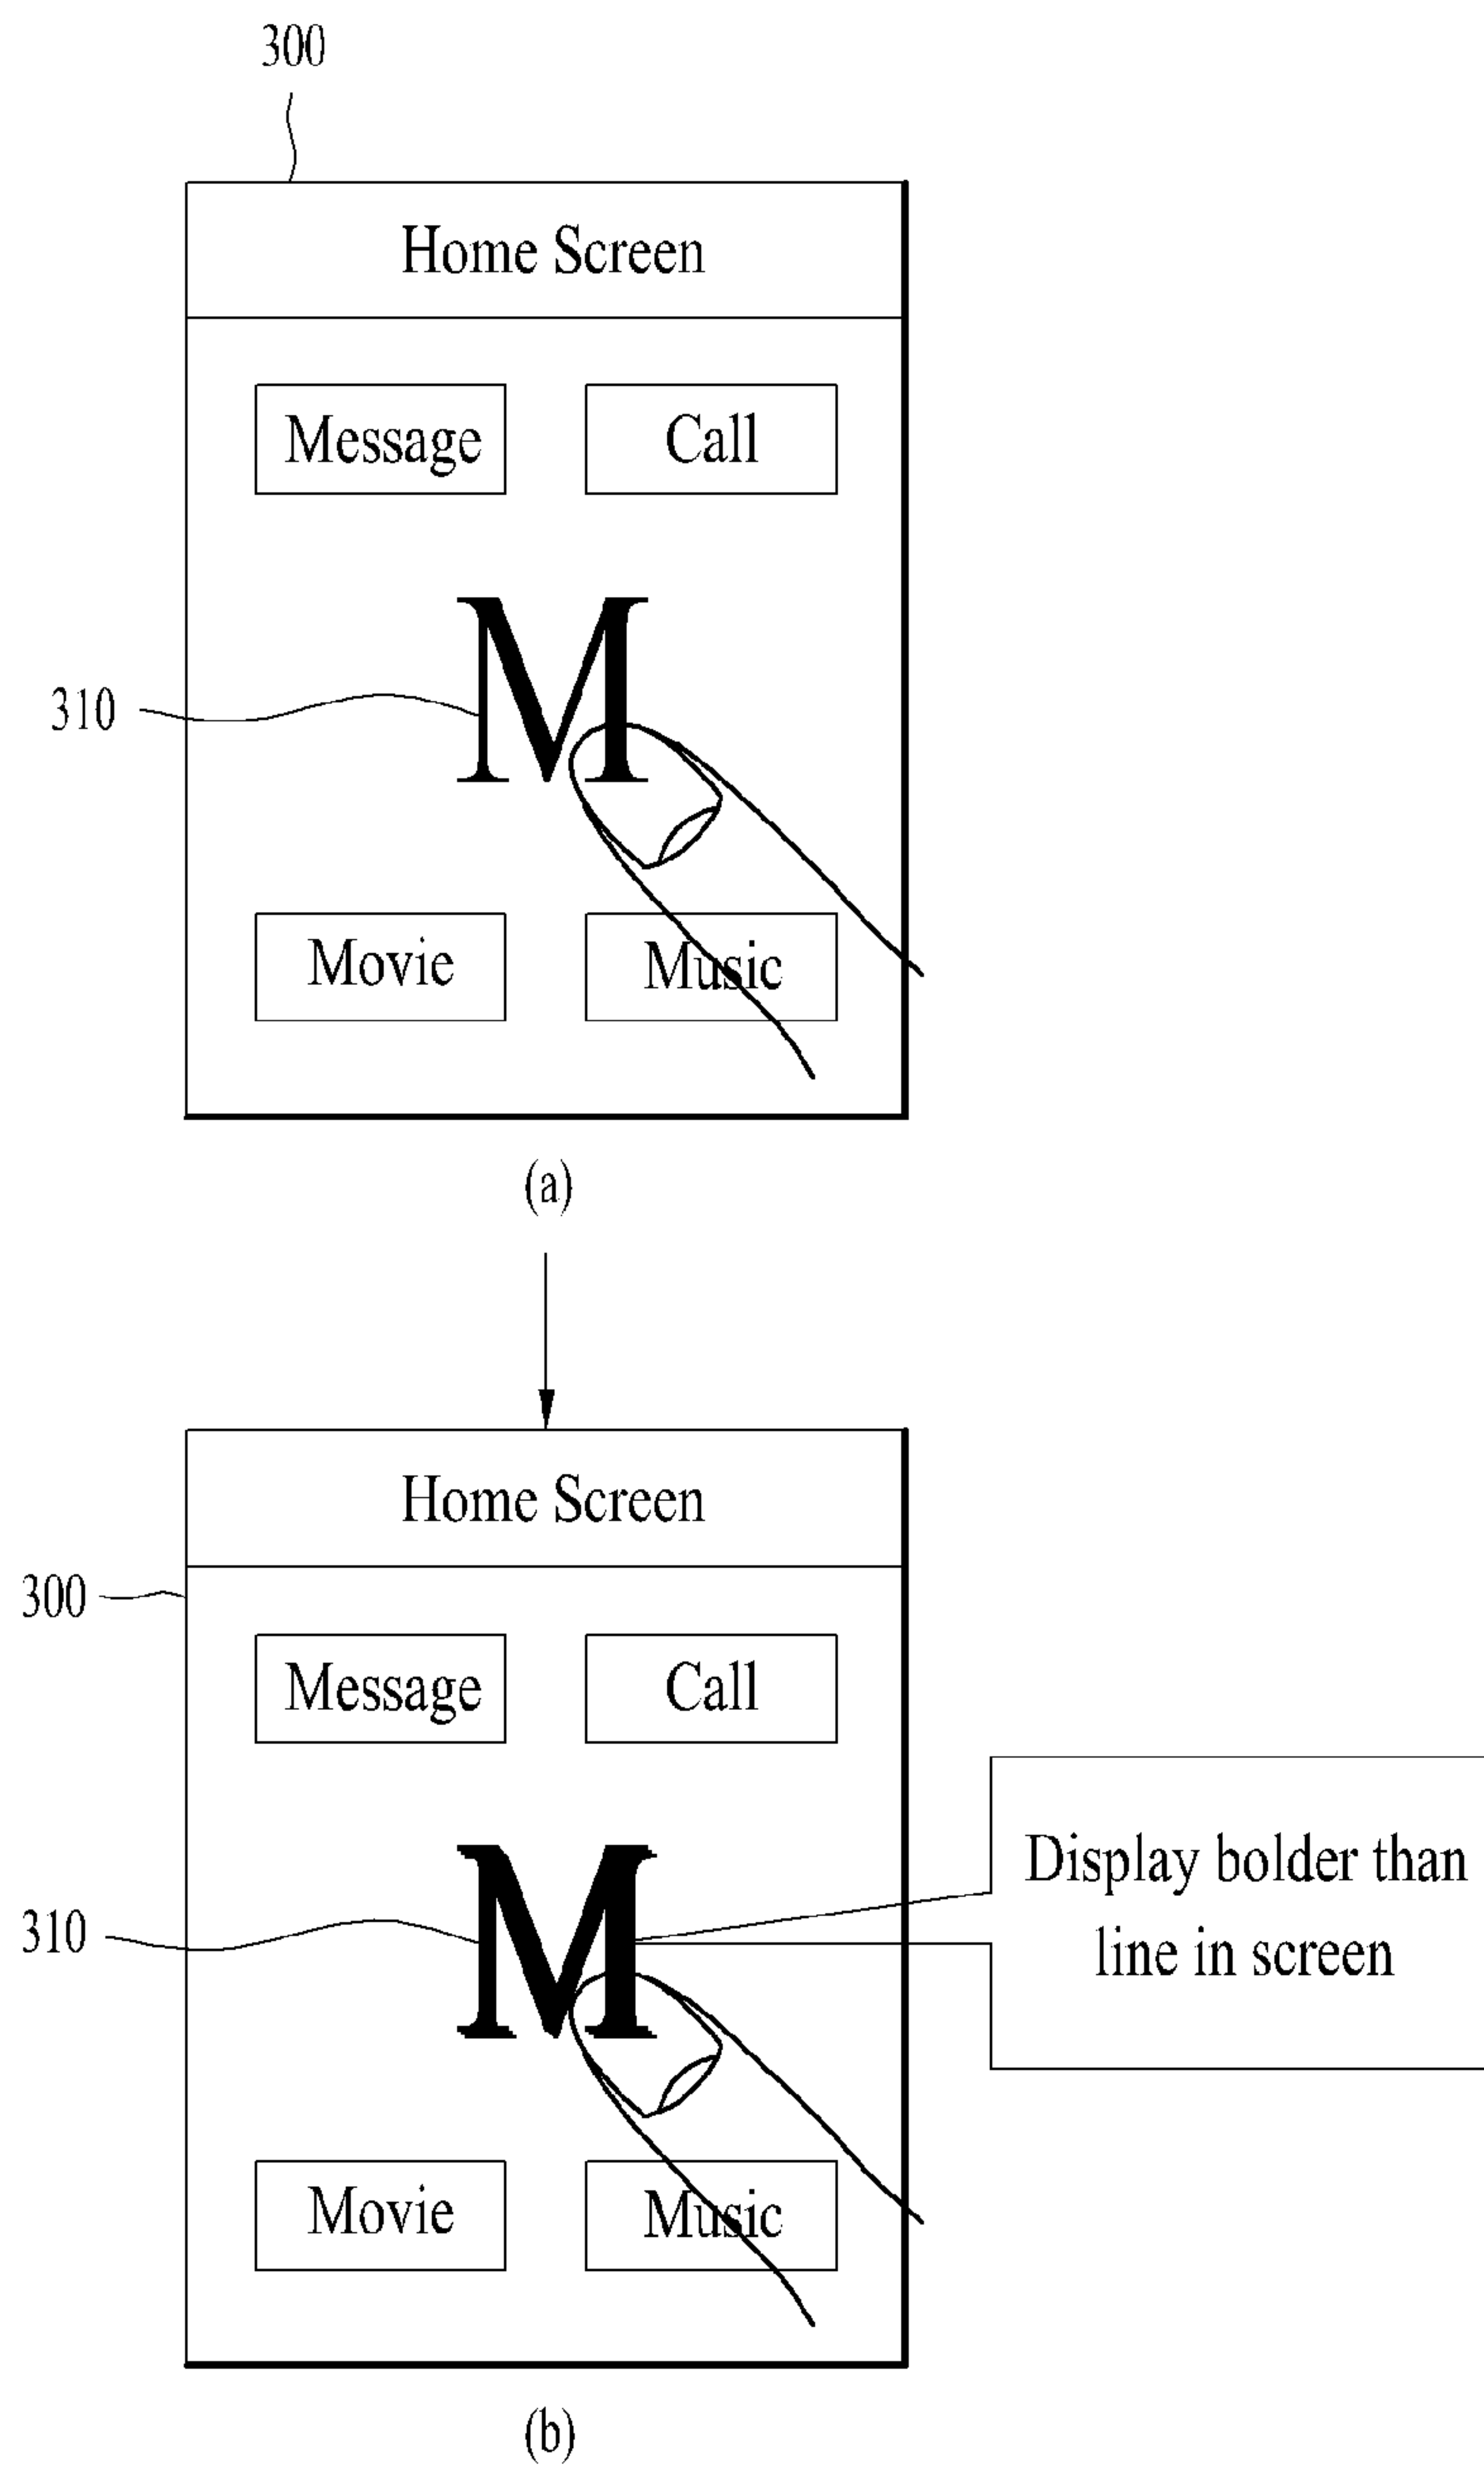 300
Home Screen
Message
Call
M
310
Movie
Music
(a)
Home Screen
300
Message
Call
Display bolder than
line in screen
M
310
Movie
Music
(b)